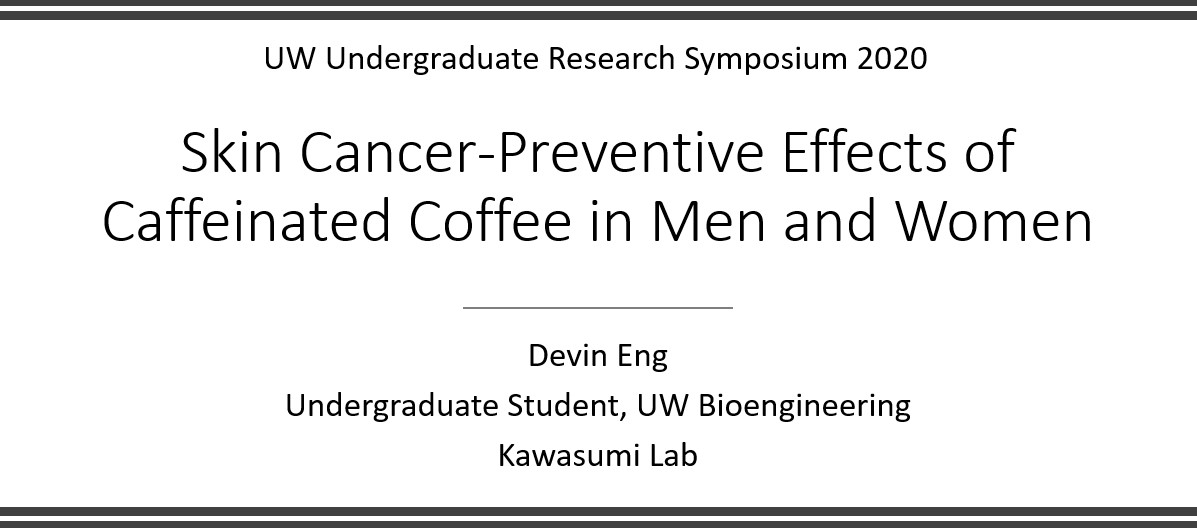 UW Undergraduate Research Symposium 2020
Skin Cancer-Preventive Effects of
Caffeinated Coffee in Men and Women
Devin Eng
Undergraduate Student, UW Bioengineering
Kawasumi Lab